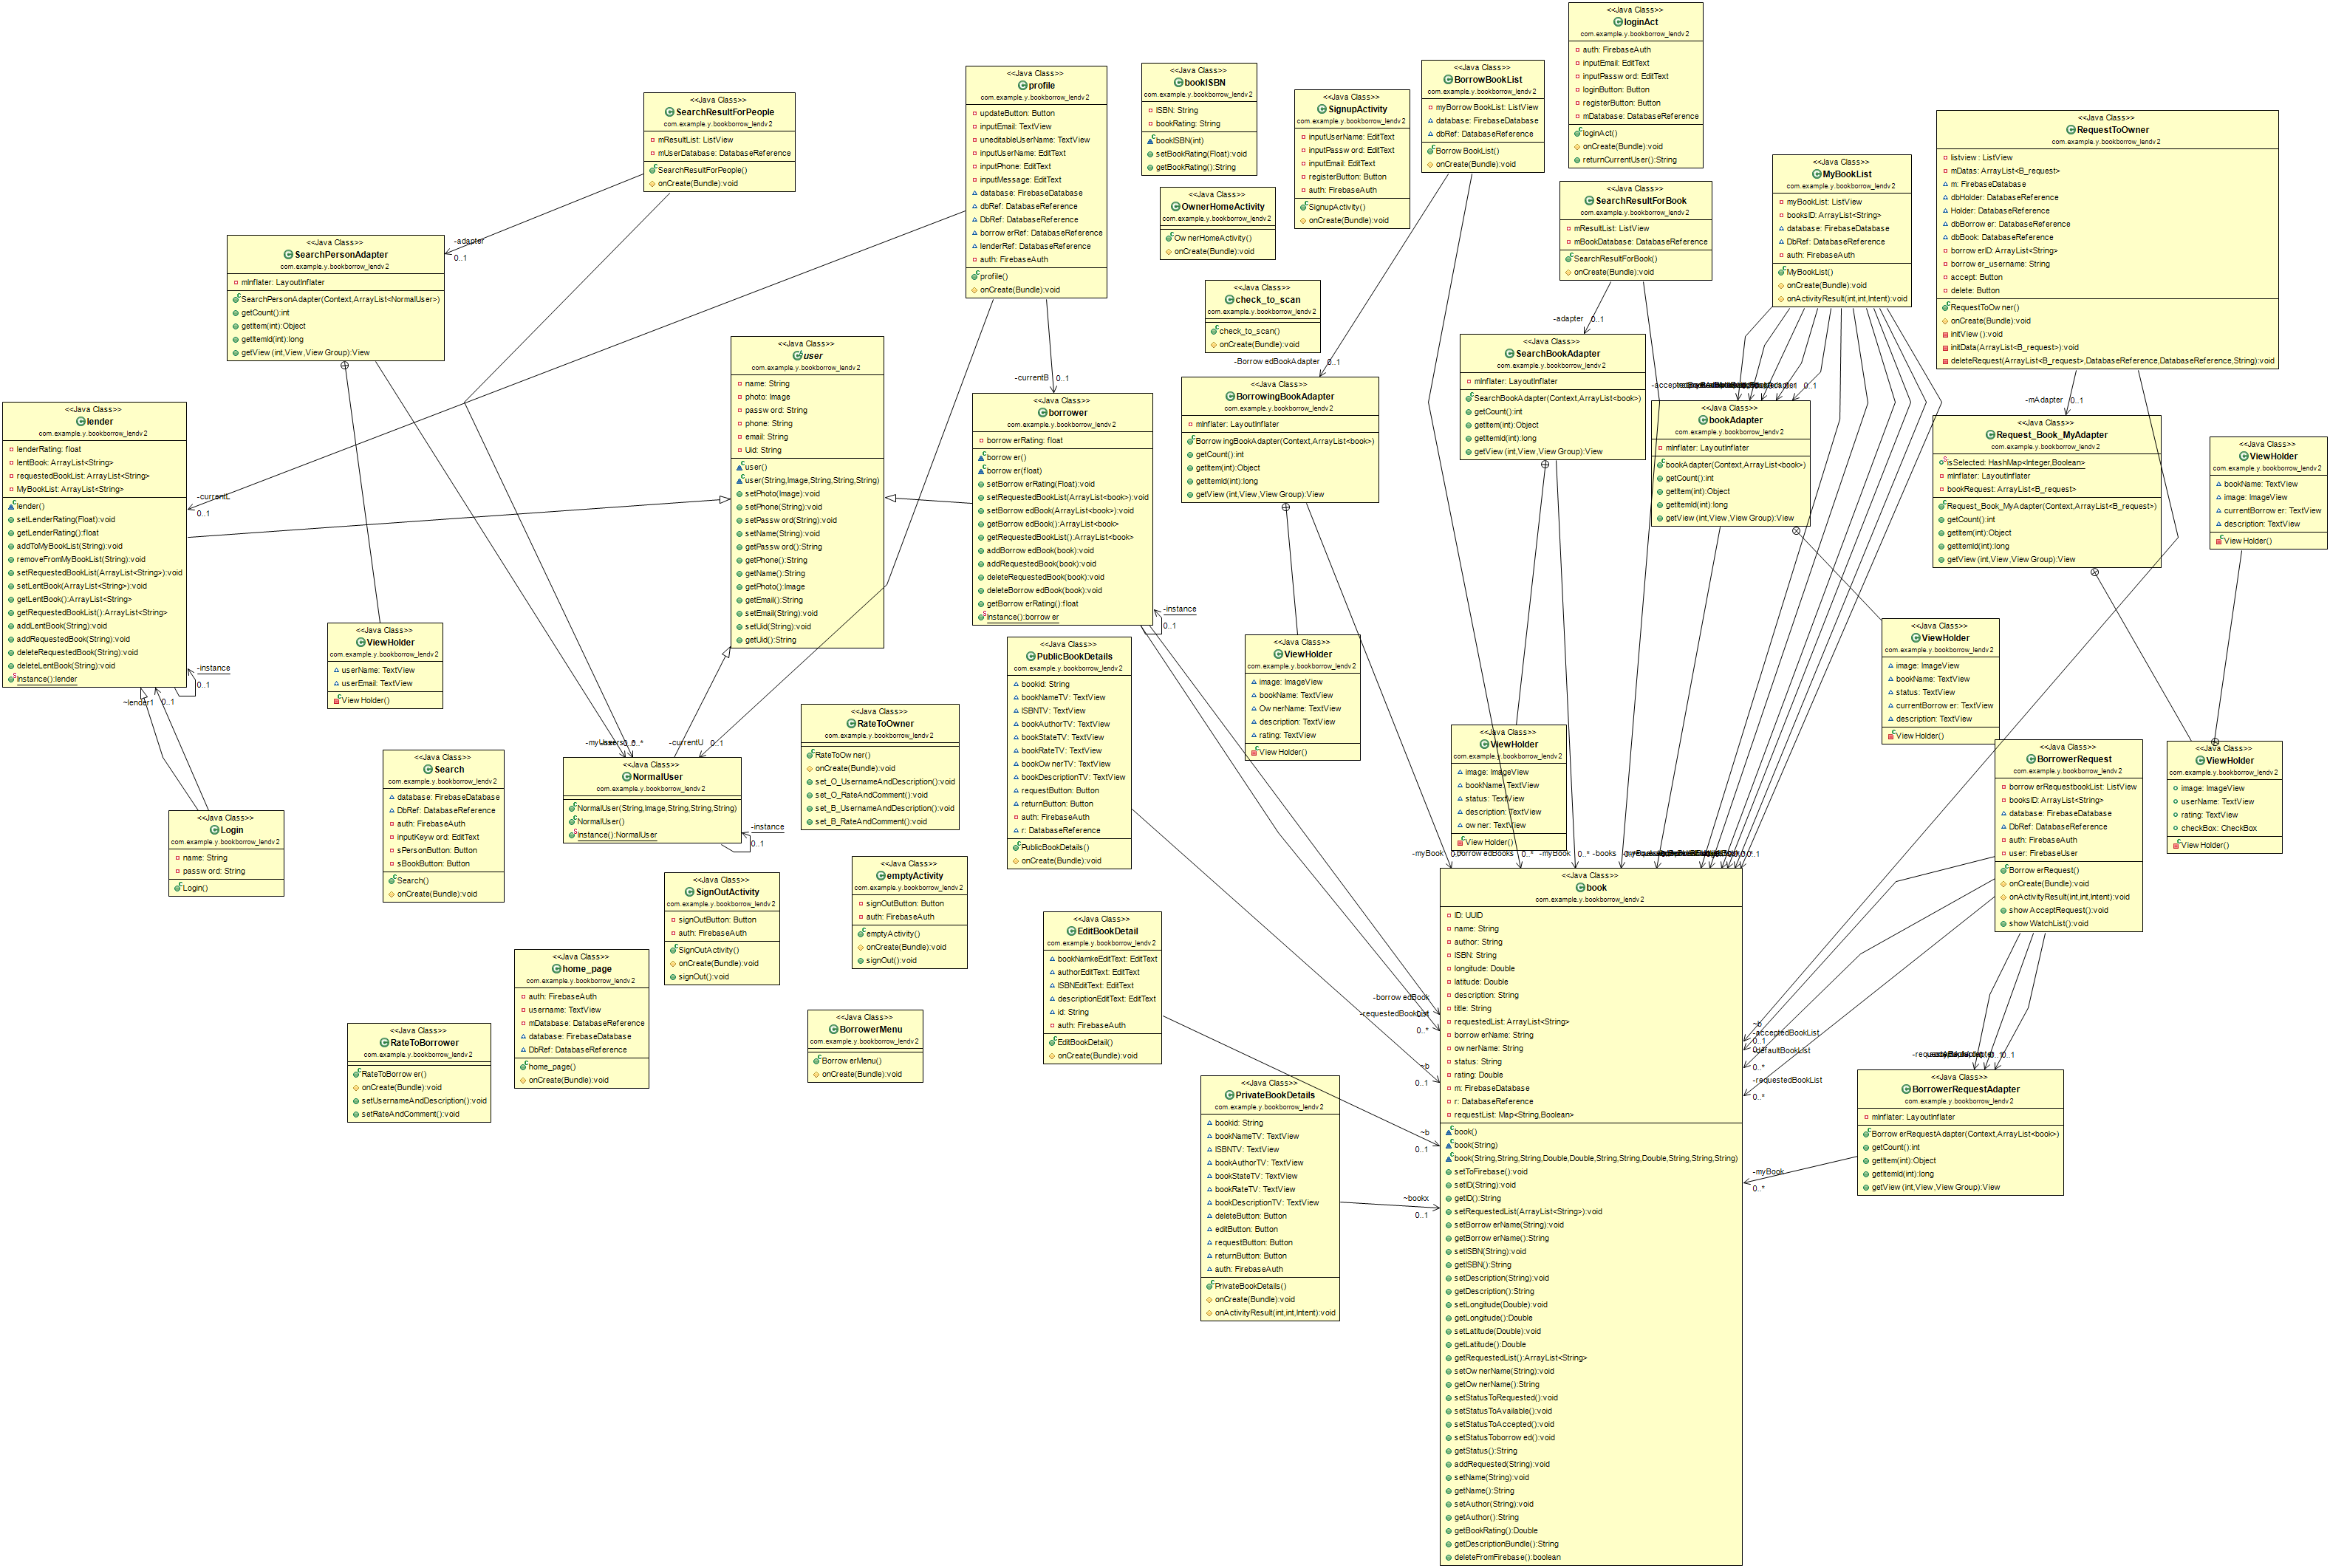 <<Java Class>>
loginAct
com.example.y.bookborrow_lendv2
auth: FirebaseAuth
inputEmail: EditText
inputPassword: EditText
loginButton: Button
registerButton: Button
mDatabase: DatabaseReference
loginAct()
onCreate(Bundle):void
returnCurrentUser():String
<<Java Class>>
BorrowBookList
com.example.y.bookborrow_lendv2
myBorrowBookList: ListView
database: FirebaseDatabase
dbRef: DatabaseReference
BorrowBookList()
onCreate(Bundle):void
<<Java Class>>
bookISBN
com.example.y.bookborrow_lendv2
ISBN: String
bookRating: String
bookISBN(int)
setBookRating(Float):void
getBookRating():String
<<Java Class>>
profile
com.example.y.bookborrow_lendv2
updateButton: Button
inputEmail: TextView
uneditableUserName: TextView
inputUserName: EditText
inputPhone: EditText
inputMessage: EditText
database: FirebaseDatabase
dbRef: DatabaseReference
DbRef: DatabaseReference
borrowerRef: DatabaseReference
lenderRef: DatabaseReference
auth: FirebaseAuth
profile()
onCreate(Bundle):void
<<Java Class>>
SignupActivity
com.example.y.bookborrow_lendv2
inputUserName: EditText
inputPassword: EditText
inputEmail: EditText
registerButton: Button
auth: FirebaseAuth
SignupActivity()
onCreate(Bundle):void
<<Java Class>>
SearchResultForPeople
com.example.y.bookborrow_lendv2
mResultList: ListView
mUserDatabase: DatabaseReference
SearchResultForPeople()
onCreate(Bundle):void
<<Java Class>>
RequestToOwner
com.example.y.bookborrow_lendv2
listview: ListView
mDatas: ArrayList<B_request>
m: FirebaseDatabase
dbHolder: DatabaseReference
Holder: DatabaseReference
dbBorrower: DatabaseReference
dbBook: DatabaseReference
borrowerID: ArrayList<String>
borrower_username: String
accept: Button
delete: Button
RequestToOwner()
onCreate(Bundle):void
initView():void
initData(ArrayList<B_request>):void
deleteRequest(ArrayList<B_request>,DatabaseReference,DatabaseReference,String):void
<<Java Class>>
MyBookList
com.example.y.bookborrow_lendv2
myBookList: ListView
booksID: ArrayList<String>
database: FirebaseDatabase
DbRef: DatabaseReference
auth: FirebaseAuth
MyBookList()
onCreate(Bundle):void
onActivityResult(int,int,Intent):void
<<Java Class>>
SearchResultForBook
com.example.y.bookborrow_lendv2
mResultList: ListView
mBookDatabase: DatabaseReference
SearchResultForBook()
onCreate(Bundle):void
<<Java Class>>
OwnerHomeActivity
com.example.y.bookborrow_lendv2
OwnerHomeActivity()
onCreate(Bundle):void
-adapter
0..1
<<Java Class>>
SearchPersonAdapter
com.example.y.bookborrow_lendv2
mInflater: LayoutInflater
SearchPersonAdapter(Context,ArrayList<NormalUser>)
getCount():int
getItem(int):Object
getItemId(int):long
getView(int,View,ViewGroup):View
<<Java Class>>
check_to_scan
com.example.y.bookborrow_lendv2
check_to_scan()
onCreate(Bundle):void
-adapter
0..1
-BorrowedBookAdapter
0..1
-currentB
0..1
<<Java Class>>
SearchBookAdapter
com.example.y.bookborrow_lendv2
mInflater: LayoutInflater
SearchBookAdapter(Context,ArrayList<book>)
getCount():int
getItem(int):Object
getItemId(int):long
getView(int,View,ViewGroup):View
<<Java Class>>
user
com.example.y.bookborrow_lendv2
name: String
photo: Image
password: String
phone: String
email: String
Uid: String
user()
user(String,Image,String,String,String)
setPhoto(Image):void
setPhone(String):void
setPassword(String):void
setName(String):void
getPassword():String
getPhone():String
getName():String
getPhoto():Image
getEmail():String
setEmail(String):void
setUid(String):void
getUid():String
<<Java Class>>
BorrowingBookAdapter
com.example.y.bookborrow_lendv2
mInflater: LayoutInflater
BorrowingBookAdapter(Context,ArrayList<book>)
getCount():int
getItem(int):Object
getItemId(int):long
getView(int,View,ViewGroup):View
<<Java Class>>
borrower
com.example.y.bookborrow_lendv2
borrowerRating: float
borrower()
borrower(float)
setBorrowerRating(Float):void
setRequestedBookList(ArrayList<book>):void
setBorrowedBook(ArrayList<book>):void
getBorrowedBook():ArrayList<book>
getRequestedBookList():ArrayList<book>
addBorrowedBook(book):void
addRequestedBook(book):void
deleteRequestedBook(book):void
deleteBorrowedBook(book):void
getBorrowerRating():float
Instance():borrower
-instance
0..1
0..1
<<Java Class>>
bookAdapter
com.example.y.bookborrow_lendv2
mInflater: LayoutInflater
bookAdapter(Context,ArrayList<book>)
getCount():int
getItem(int):Object
getItemId(int):long
getView(int,View,ViewGroup):View
-mAdapter
0..1
<<Java Class>>
Request_Book_MyAdapter
com.example.y.bookborrow_lendv2
isSelected: HashMap<Integer,Boolean>
mInflater: LayoutInflater
bookRequest: ArrayList<B_request>
Request_Book_MyAdapter(Context,ArrayList<B_request>)
getCount():int
getItem(int):Object
getItemId(int):long
getView(int,View,ViewGroup):View
<<Java Class>>
ViewHolder
com.example.y.bookborrow_lendv2
bookName: TextView
image: ImageView
currentBorrower: TextView
description: TextView
ViewHolder()
<<Java Class>>
lender
com.example.y.bookborrow_lendv2
lenderRating: float
lentBook: ArrayList<String>
requestedBookList: ArrayList<String>
MyBookList: ArrayList<String>
lender()
setLenderRating(Float):void
getLenderRating():float
addToMyBookList(String):void
removeFromMyBookList(String):void
setRequestedBookList(ArrayList<String>):void
setLentBook(ArrayList<String>):void
getLentBook():ArrayList<String>
getRequestedBookList():ArrayList<String>
addLentBook(String):void
addRequestedBook(String):void
deleteRequestedBook(String):void
deleteLentBook(String):void
Instance():lender
-currentL
0..1
-instance
0..1
~lender1
0..1
<<Java Class>>
ViewHolder
com.example.y.bookborrow_lendv2
userName: TextView
userEmail: TextView
ViewHolder()
<<Java Class>>
PublicBookDetails
com.example.y.bookborrow_lendv2
bookid: String
bookNameTV: TextView
ISBNTV: TextView
bookAuthorTV: TextView
bookStateTV: TextView
bookRateTV: TextView
bookOwnerTV: TextView
bookDescriptionTV: TextView
requestButton: Button
returnButton: Button
auth: FirebaseAuth
r: DatabaseReference
PublicBookDetails()
onCreate(Bundle):void
<<Java Class>>
ViewHolder
com.example.y.bookborrow_lendv2
image: ImageView
bookName: TextView
OwnerName: TextView
description: TextView
rating: TextView
ViewHolder()
<<Java Class>>
ViewHolder
com.example.y.bookborrow_lendv2
image: ImageView
bookName: TextView
status: TextView
currentBorrower: TextView
description: TextView
ViewHolder()
<<Java Class>>
ViewHolder
com.example.y.bookborrow_lendv2
image: ImageView
bookName: TextView
status: TextView
description: TextView
owner: TextView
ViewHolder()
<<Java Class>>
RateToOwner
com.example.y.bookborrow_lendv2
RateToOwner()
onCreate(Bundle):void
set_O_UsernameAndDescription():void
set_O_RateAndComment():void
set_B_UsernameAndDescription():void
set_B_RateAndComment():void
-currentU
0..1
<<Java Class>>
NormalUser
com.example.y.bookborrow_lendv2
NormalUser(String,Image,String,String,String)
NormalUser()
Instance():NormalUser
-instance
0..1
<<Java Class>>
Search
com.example.y.bookborrow_lendv2
database: FirebaseDatabase
DbRef: DatabaseReference
auth: FirebaseAuth
inputKeyword: EditText
sPersonButton: Button
sBookButton: Button
Search()
onCreate(Bundle):void
<<Java Class>>
Login
com.example.y.bookborrow_lendv2
name: String
password: String
Login()
<<Java Class>>
BorrowerRequest
com.example.y.bookborrow_lendv2
borrowerRequestbookList: ListView
booksID: ArrayList<String>
database: FirebaseDatabase
DbRef: DatabaseReference
auth: FirebaseAuth
user: FirebaseUser
BorrowerRequest()
onCreate(Bundle):void
onActivityResult(int,int,Intent):void
showAcceptRequest():void
showWatchList():void
<<Java Class>>
ViewHolder
com.example.y.bookborrow_lendv2
image: ImageView
userName: TextView
rating: TextView
checkBox: CheckBox
ViewHolder()
<<Java Class>>
emptyActivity
com.example.y.bookborrow_lendv2
signOutButton: Button
auth: FirebaseAuth
emptyActivity()
onCreate(Bundle):void
signOut():void
<<Java Class>>
SignOutActivity
com.example.y.bookborrow_lendv2
signOutButton: Button
auth: FirebaseAuth
SignOutActivity()
onCreate(Bundle):void
signOut():void
<<Java Class>>
home_page
com.example.y.bookborrow_lendv2
auth: FirebaseAuth
username: TextView
mDatabase: DatabaseReference
database: FirebaseDatabase
DbRef: DatabaseReference
home_page()
onCreate(Bundle):void
<<Java Class>>
RateToBorrower
com.example.y.bookborrow_lendv2
RateToBorrower()
onCreate(Bundle):void
setUsernameAndDescription():void
setRateAndComment():void
<<Java Class>>
BorrowerMenu
com.example.y.bookborrow_lendv2
BorrowerMenu()
onCreate(Bundle):void
<<Java Class>>
EditBookDetail
com.example.y.bookborrow_lendv2
bookNamkeEditText: EditText
authorEditText: EditText
ISBNEditText: EditText
descriptionEditText: EditText
id: String
auth: FirebaseAuth
EditBookDetail()
onCreate(Bundle):void
<<Java Class>>
PrivateBookDetails
com.example.y.bookborrow_lendv2
bookid: String
bookNameTV: TextView
ISBNTV: TextView
bookAuthorTV: TextView
bookStateTV: TextView
bookRateTV: TextView
bookDescriptionTV: TextView
deleteButton: Button
editButton: Button
requestButton: Button
returnButton: Button
auth: FirebaseAuth
PrivateBookDetails()
onCreate(Bundle):void
onActivityResult(int,int,Intent):void
-myBook
-borrowedBooks
0..*
-myBook
0..*
-books
-borrowedBook
-requestedBookList
0..*
~b
0..1
~b
0..1
~bookx
0..1
<<Java Class>>
book
com.example.y.bookborrow_lendv2
ID: UUID
name: String
author: String
ISBN: String
longitude: Double
latitude: Double
description: String
title: String
requestedList: ArrayList<String>
borrowerName: String
ownerName: String
status: String
rating: Double
m: FirebaseDatabase
r: DatabaseReference
requestList: Map<String,Boolean>
book()
book(String)
book(String,String,String,Double,Double,String,String,Double,String,String,String)
setToFirebase():void
setID(String):void
getID():String
setRequestedList(ArrayList<String>):void
setBorrowerName(String):void
getBorrowerName():String
setISBN(String):void
getISBN():String
setDescription(String):void
getDescription():String
setLongitude(Double):void
getLongitude():Double
setLatitude(Double):void
getLatitude():Double
getRequestedList():ArrayList<String>
setOwnerName(String):void
getOwnerName():String
setStatusToRequested():void
setStatusToAvailable():void
setStatusToAccepted():void
setStatusToborrowed():void
getStatus():String
addRequested(String):void
setName(String):void
getName():String
setAuthor(String):void
getAuthor():String
getBookRating():Double
getDescriptionBundle():String
deleteFromFirebase():boolean
~b
-acceptedBookList
0..1
-defaultBookList
0..*
-requestedBookList
0..*
-myBook
0..*
0..1
<<Java Class>>
BorrowerRequestAdapter
com.example.y.bookborrow_lendv2
mInflater: LayoutInflater
BorrowerRequestAdapter(Context,ArrayList<book>)
getCount():int
getItem(int):Object
getItemId(int):long
getView(int,View,ViewGroup):View